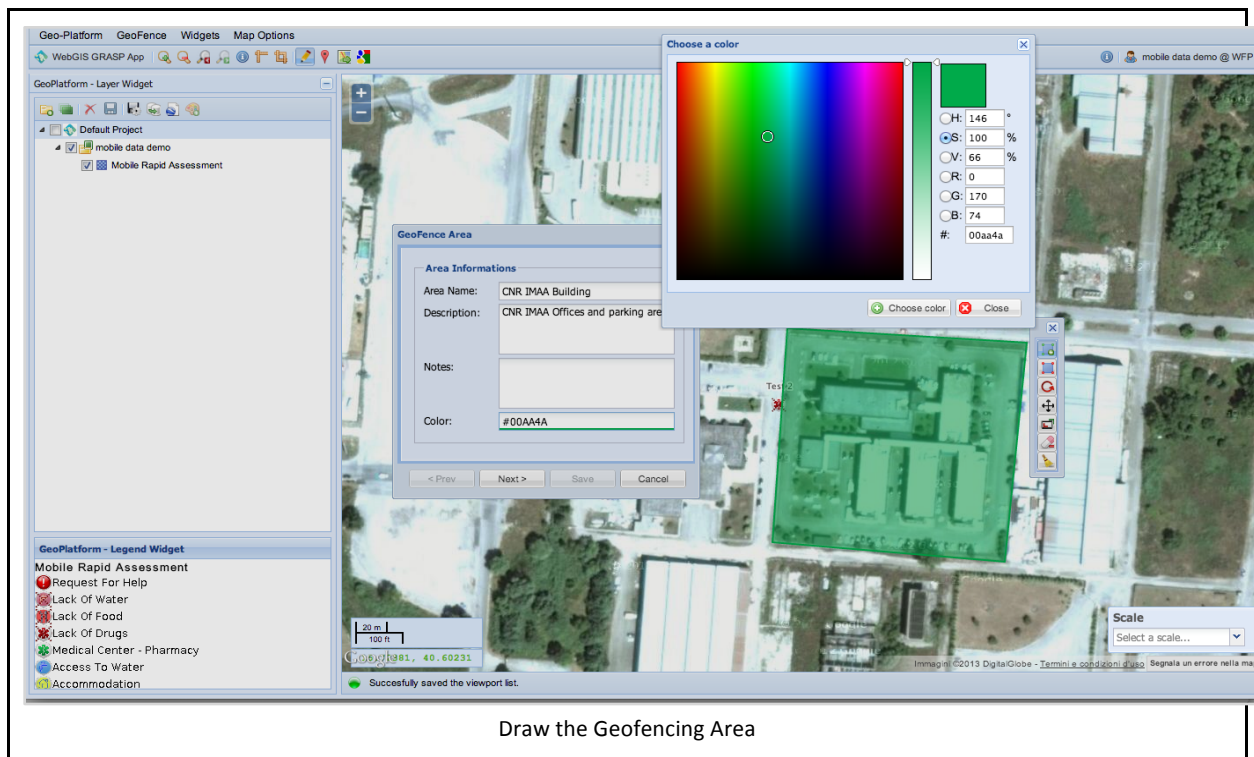 Geo-Platform GeoFence Widgets Map Options
WebGIS GRASP App
mobile data demo @ WFP
GeoPlatform - Layer Widget
Default Project
mobile data demo
Mobile Rapid Assessment
GeoPlatform - Legend Widget
Mobile Rapid Assessment
Request For Help
Lack Of Water
Lack Of Food
Lack Of Drugs
Medical Center - Pharmacy
Access To Water
Accommodation
GeoFence Area
Area Informations
Area Name: CNR IMAA Building
Description: CNR IMAA Offices and parking are
Notes:
Color: #00AA4A
< Prev Next > Save Cancel
Choose a color
H: 146 °
S: 100 %
V: 66 %
R: 0
G: 170
B: 74
#: 00aa4a
Choose color Close
Test 2
20 m
100 ft
Google
81, 40.60231
Scale
Select a scale...
Immagini ©2013 DigitalGlobe - Termini e condizioni d'uso Segnala un errore nella ma
Succesfully saved the viewport list.
Draw the Geofencing Area